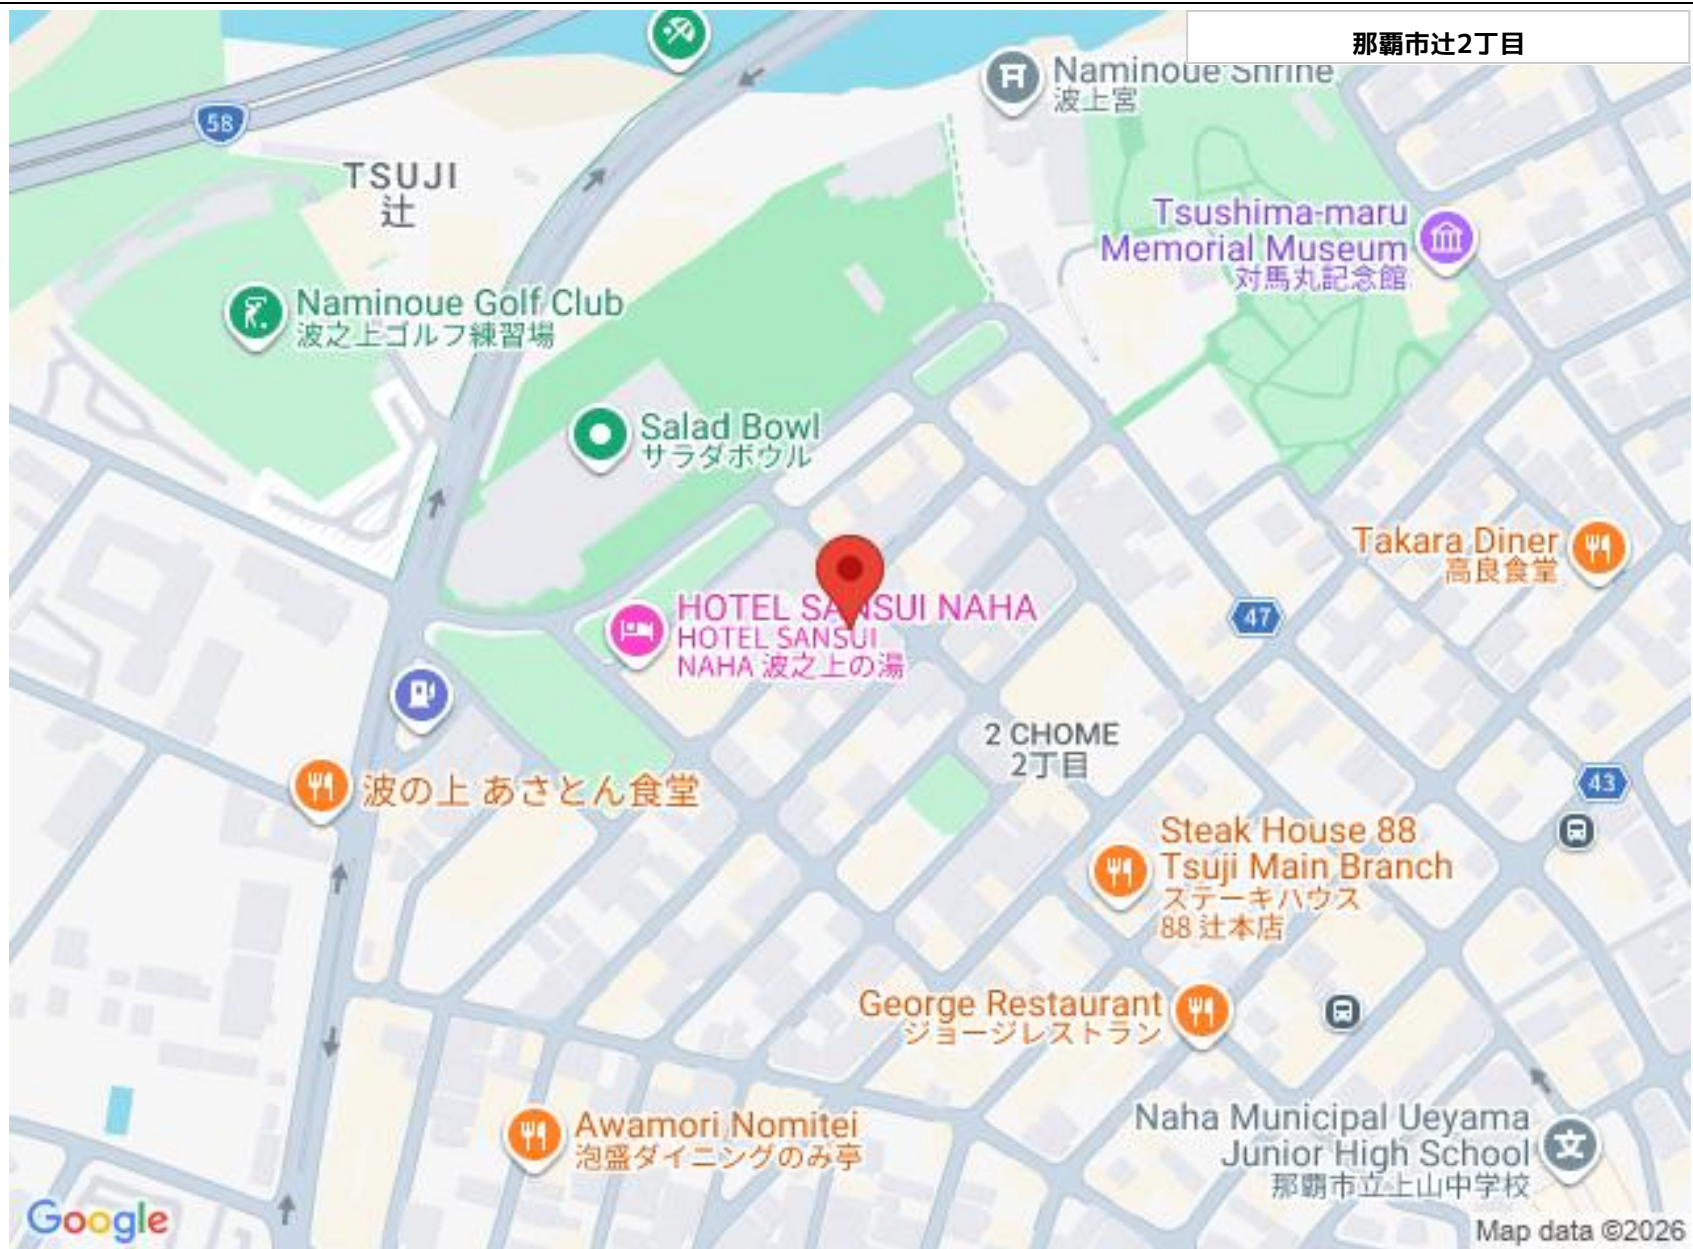 那覇市辻2丁目
Naminoue Shrine
波上宮
58
TSUJI
辻
Tsushima-maru
Memorial Museum
対馬丸記念館
Naminoue Golf Club
波之上ゴルフ練習場
Salad Bowl
サラダボウル
Takara Diner
高良食堂
HOTEL SANSUI NAHA
HOTEL SANSUI
NAHA 波之上の湯
47
2 CHOME
2丁目
波の上 あさとん食堂
43
Steak House 88
Tsuji Main Branch
ステーキハウス
88 辻本店
George Restaurant
ジョージレストラン
Awamori Nomitei
泡盛ダイニングのみ亭
Naha Municipal Ueyama
Junior High School
那覇市立上山中学校
文
Google
Map data ©2026